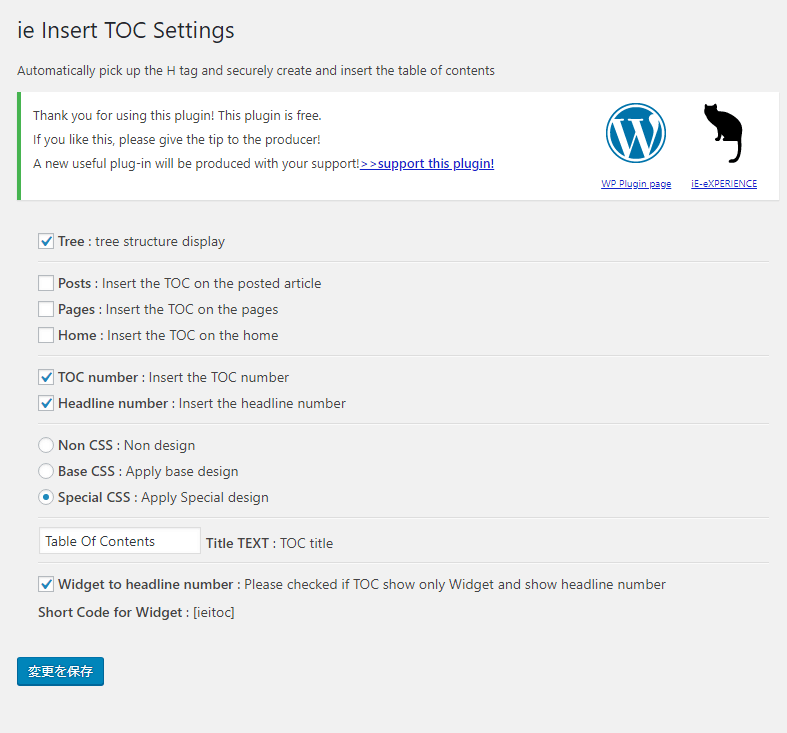 ie Insert TOC Settings
Automatically pick up the H tag and securely create and insert the table of contents
Thank you for using this plugin! This plugin is free.
If you like this, please give the tip to the producer!
A new useful plug-in will be produced with your support!>>support this plugin!
WP Plugin page
iE-eXPERIENCE
Tree : tree structure display
Posts : Insert the TOC on the posted article
Pages : Insert the TOC on the pages
Home : Insert the TOC on the home
TOC number : Insert the TOC number
Headline number : Insert the headline number
Non CSS : Non design
Base CSS : Apply base design
Special CSS : Apply Special design
Table Of Contents Title TEXT : TOC title
Widget to headline number : Please checked if TOC show only Widget and show headline number
Short Code for Widget : [ieitoc]
変更を保存